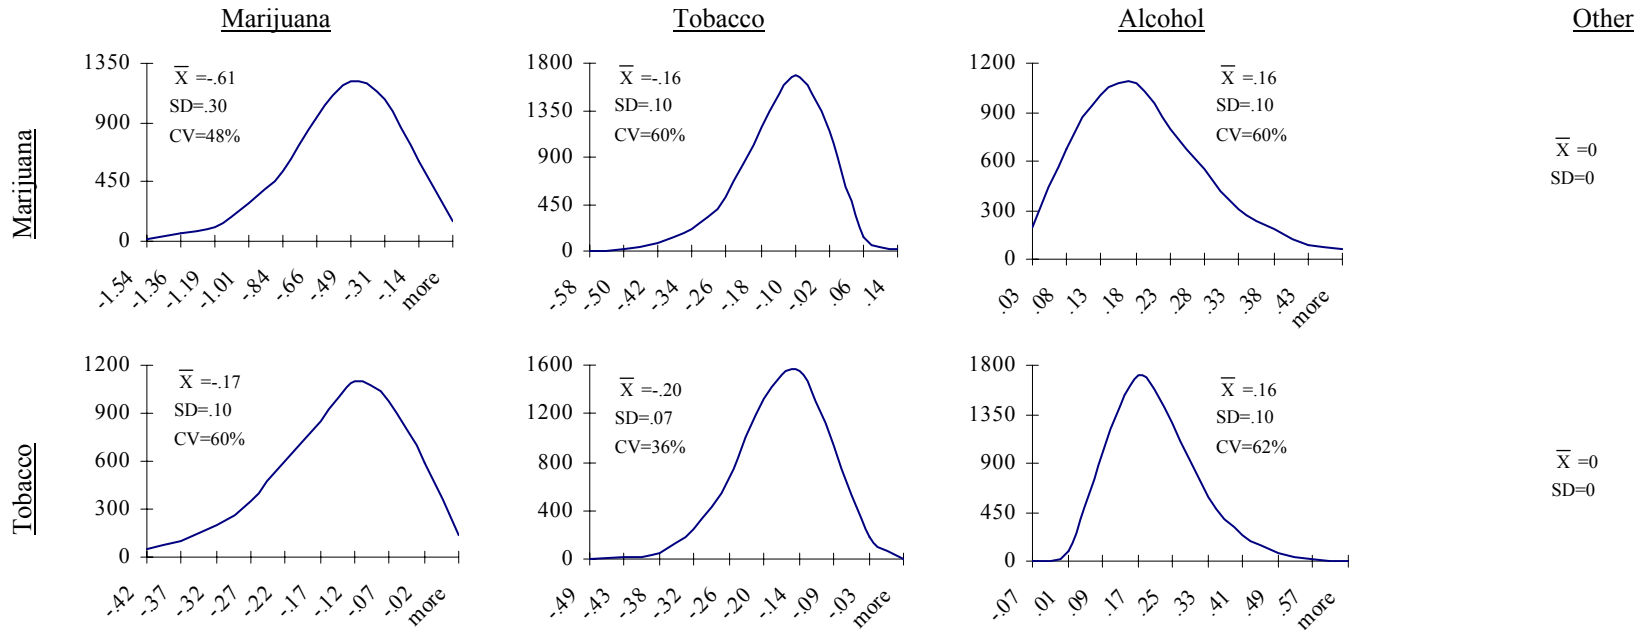 Marijuana Tobacco Alcohol Other
Marijuana
1350
900
450
0
X̅ =-.61
SD=.30
CV=48%
-1.54 -1.36 -1.19 -1.01 -.84 -.66 -.49 -.31 -.14 more
1800
1350
900
450
0
X̅ =-.16
SD=.10
CV=60%
-.58 -.50 -.42 -.34 -.26 -.18 -.10 -.02 .06 .14
1200
900
600
300
0
X̅ =.16
SD=.10
CV=60%
.03 .08 .13 .18 .23 .28 .33 .38 .43 more
X̅ =0
SD=0
Tobacco
1200
900
600
300
0
X̅ =-.17
SD=.10
CV=60%
-.42 -.37 -.32 -.27 -.22 -.17 -.12 -.07 -.02 more
1600
1200
800
400
0
X̅ =-.20
SD=.07
CV=36%
-.49 -.43 -.38 -.32 -.26 -.20 -.14 -.09 -.03 more
1800
1350
900
450
0
X̅ =.16
SD=.10
CV=62%
-.07 .01 .09 .17 .25 .33 .41 .49 .57 more
X̅ =0
SD=0